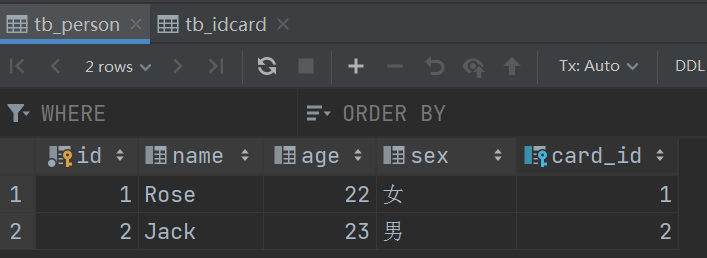 tb_person tb_idcard
2 rows Tx: Auto DDL
WHERE ORDER BY
id name age sex card_id
1 1 Rose 22 女 1
2 2 Jack 23 男 2